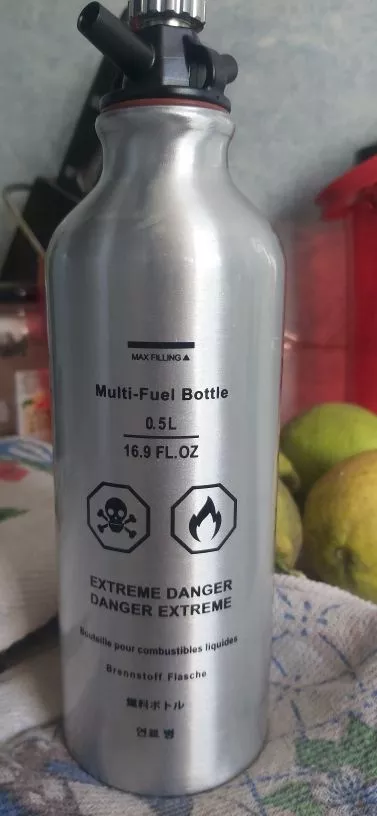 MAX FILLING ▲
Multi-Fuel Bottle
0.5L
16.9 FL.OZ
EXTREME DANGER
DANGER EXTREME
Bouteille pour combustibles liquides
Brennstoff Flasche
燃料ボトル
연료 병